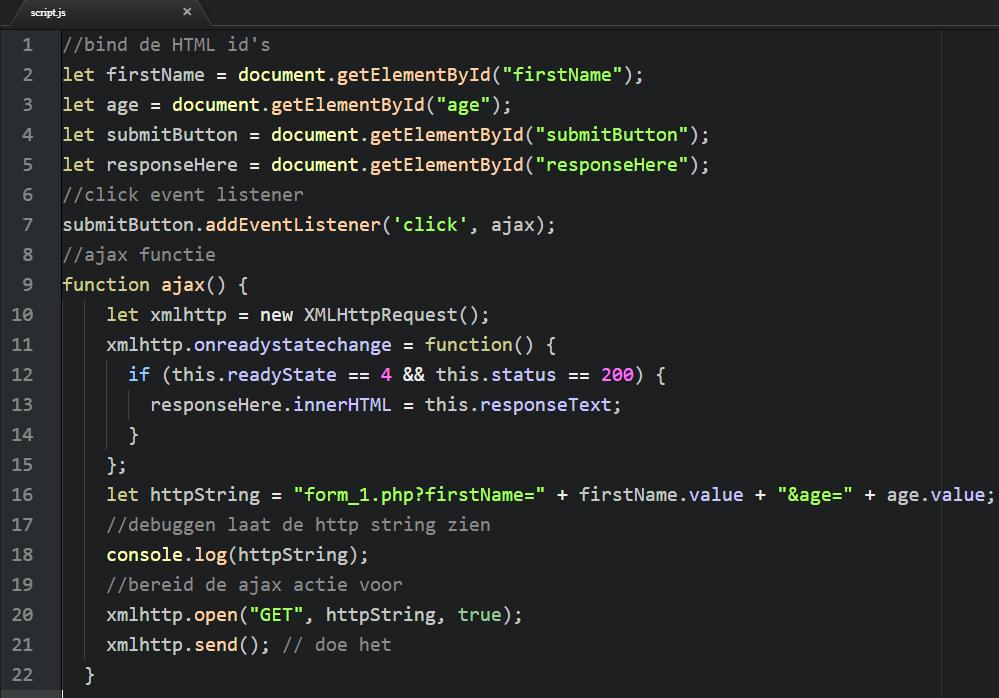 script.js ×
1 //bind de HTML id's
2 let firstName = document.getElementById("firstName");
3 let age = document.getElementById("age");
4 let submitButton = document.getElementById("submitButton");
5 let responseHere = document.getElementById("responseHere");
6 //click event listener
7 submitButton.addEventListener('click', ajax);
8 //ajax functie
9 function ajax() {
10     let xmlhttp = new XMLHttpRequest();
11     xmlhttp.onreadystatechange = function() {
12       if (this.readyState == 4 && this.status == 200) {
13         responseHere.innerHTML = this.responseText;
14       }
15     };
16     let httpString = "form_1.php?firstName=" + firstName.value + "&age=" + age.value;
17     //debuggen laat de http string zien
18     console.log(httpString);
19     //bereid de ajax actie voor
20     xmlhttp.open("GET", httpString, true);
21     xmlhttp.send(); // doe het
22   }